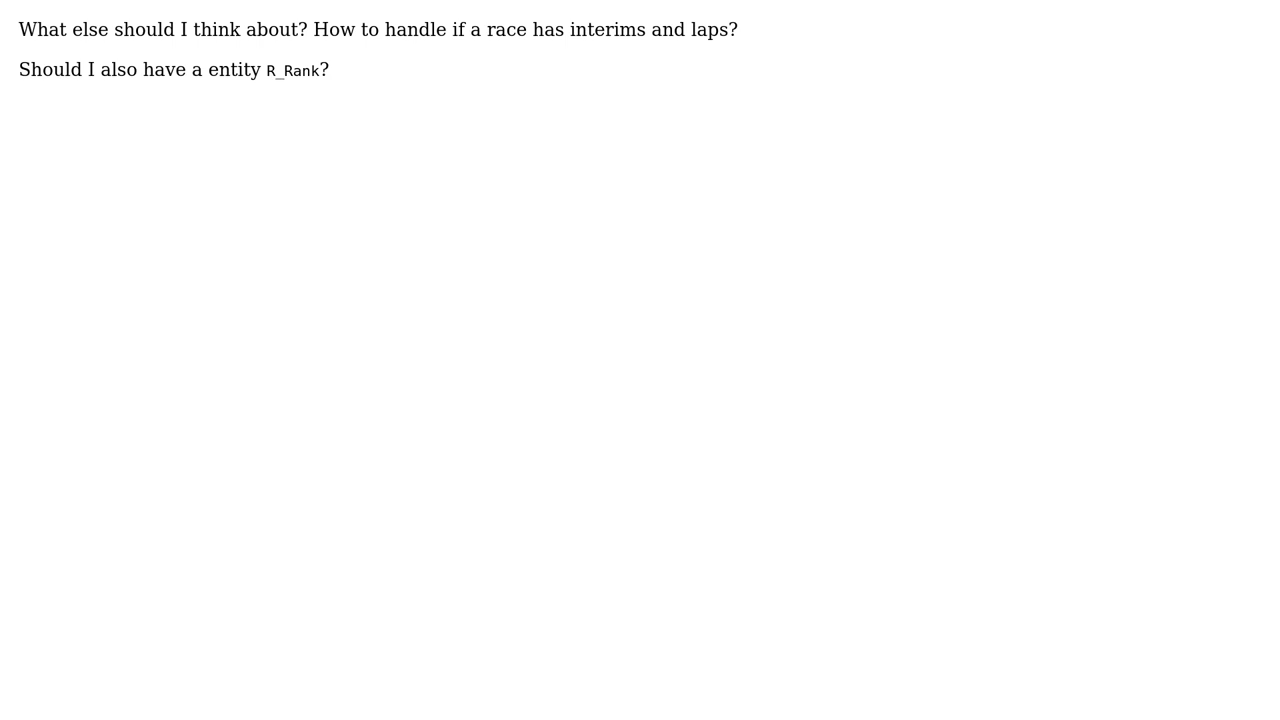 What else should I think about? How to handle if a race has interims and laps?
Should I also have a entity R_Rank?